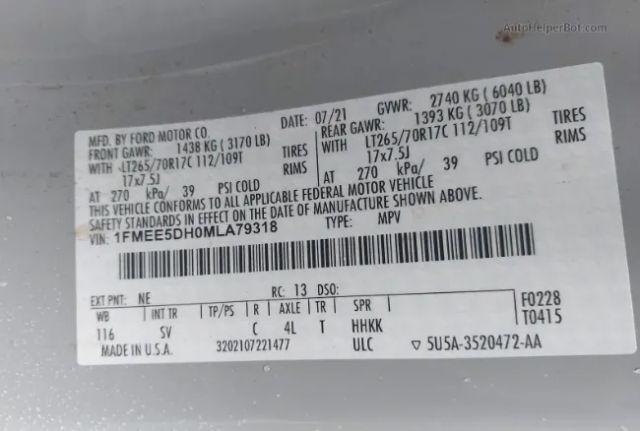 AutoHelperBot.com
MFD. BY FORD MOTOR CO. DATE: 07/21 GVWR: 2740 KG ( 6040 LB)
FRONT GAWR: 1438 KG ( 3170 LB) REAR GAWR: 1393 KG ( 3070 LB)
WITH LT265/70R17C 112/109T TIRES WITH LT265/70R17C 112/109T TIRES
17x7.5J RIMS 17x7.5J RIMS
AT 270 kPa/ 39 PSI COLD AT 270 kPa/ 39 PSI COLD
THIS VEHICLE CONFORMS TO ALL APPLICABLE FEDERAL MOTOR VEHICLE
SAFETY STANDARDS IN EFFECT ON THE DATE OF MANUFACTURE SHOWN ABOVE.
VIN: 1FMEE5DH0MLA79318 TYPE: MPV
EXT PNT: NE RC: 13 DSO:
WB INT TR TP/PS R AXLE TR SPR F0228
116 SV C 4L T HHKK T0415
MADE IN U.S.A. 3202107221477 ULC ▽ 5U5A-3520472-AA